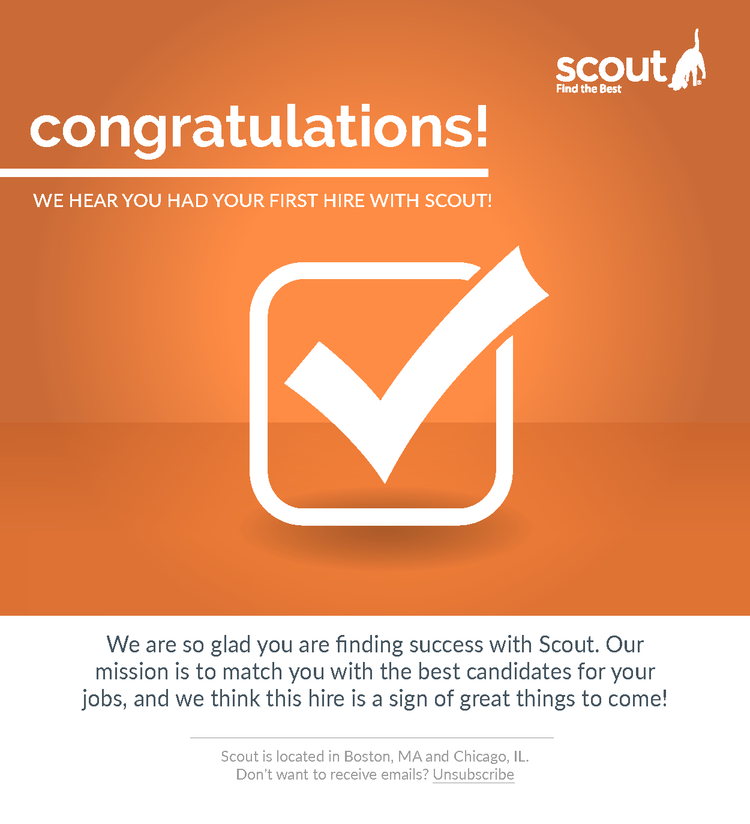 scout
Find the Best
congratulations!
WE HEAR YOU HAD YOUR FIRST HIRE WITH SCOUT!
We are so glad you are finding success with Scout. Our
mission is to match you with the best candidates for your
jobs, and we think this hire is a sign of great things to come!
Scout is located in Boston, MA and Chicago, IL.
Don't want to receive emails? Unsubscribe